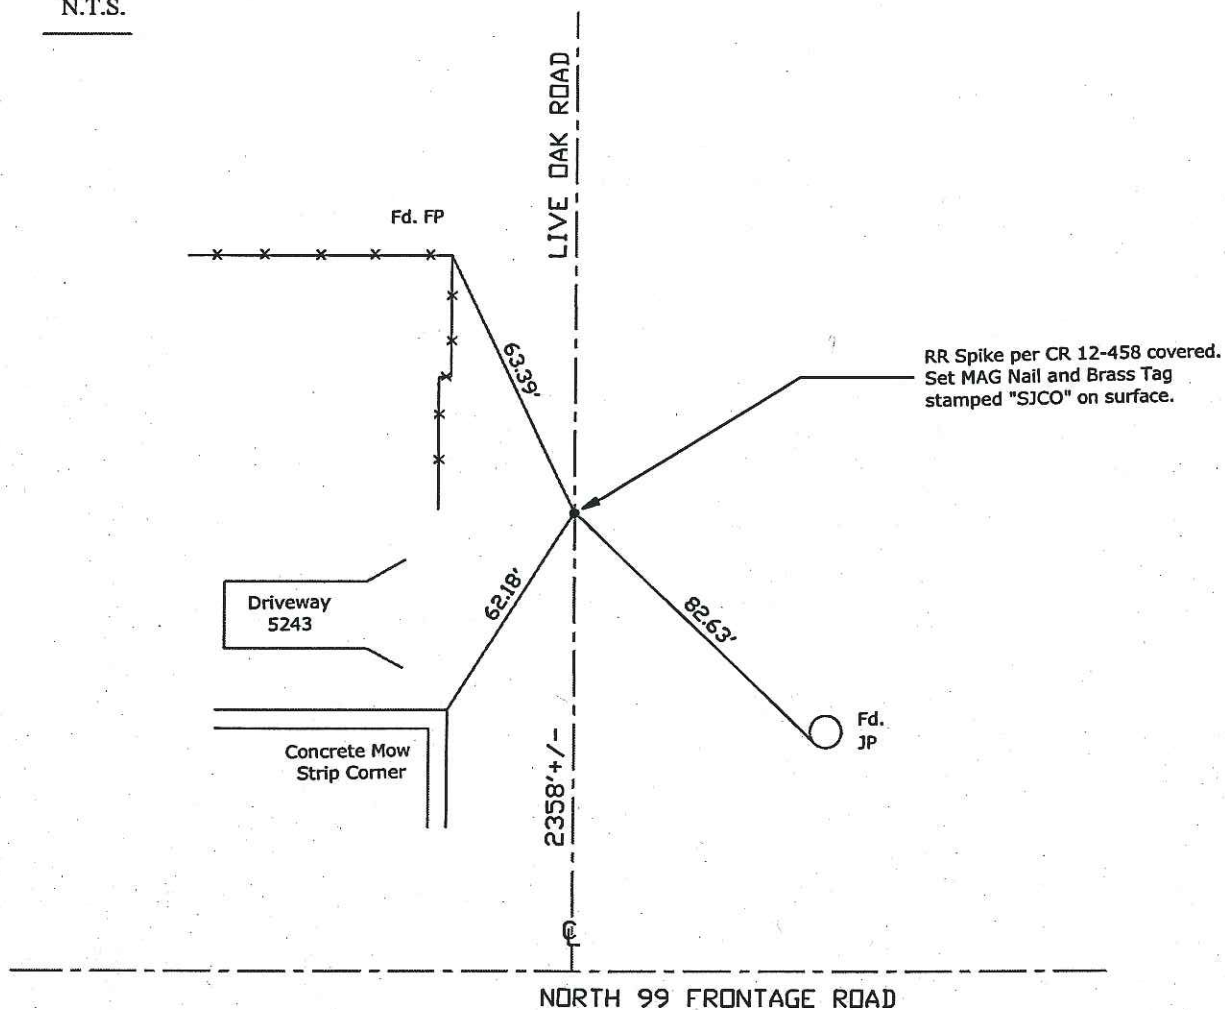 N.T.S.
LIVE OAK ROAD
Fd. FP
63.39'
RR Spike per CR 12-458 covered.
Set MAG Nail and Brass Tag
stamped "SJCO" on surface.
Driveway
5243
62.18'
82.63'
Fd.
JP
Concrete Mow
Strip Corner
2358'+/-
℄
NORTH 99 FRONTAGE ROAD